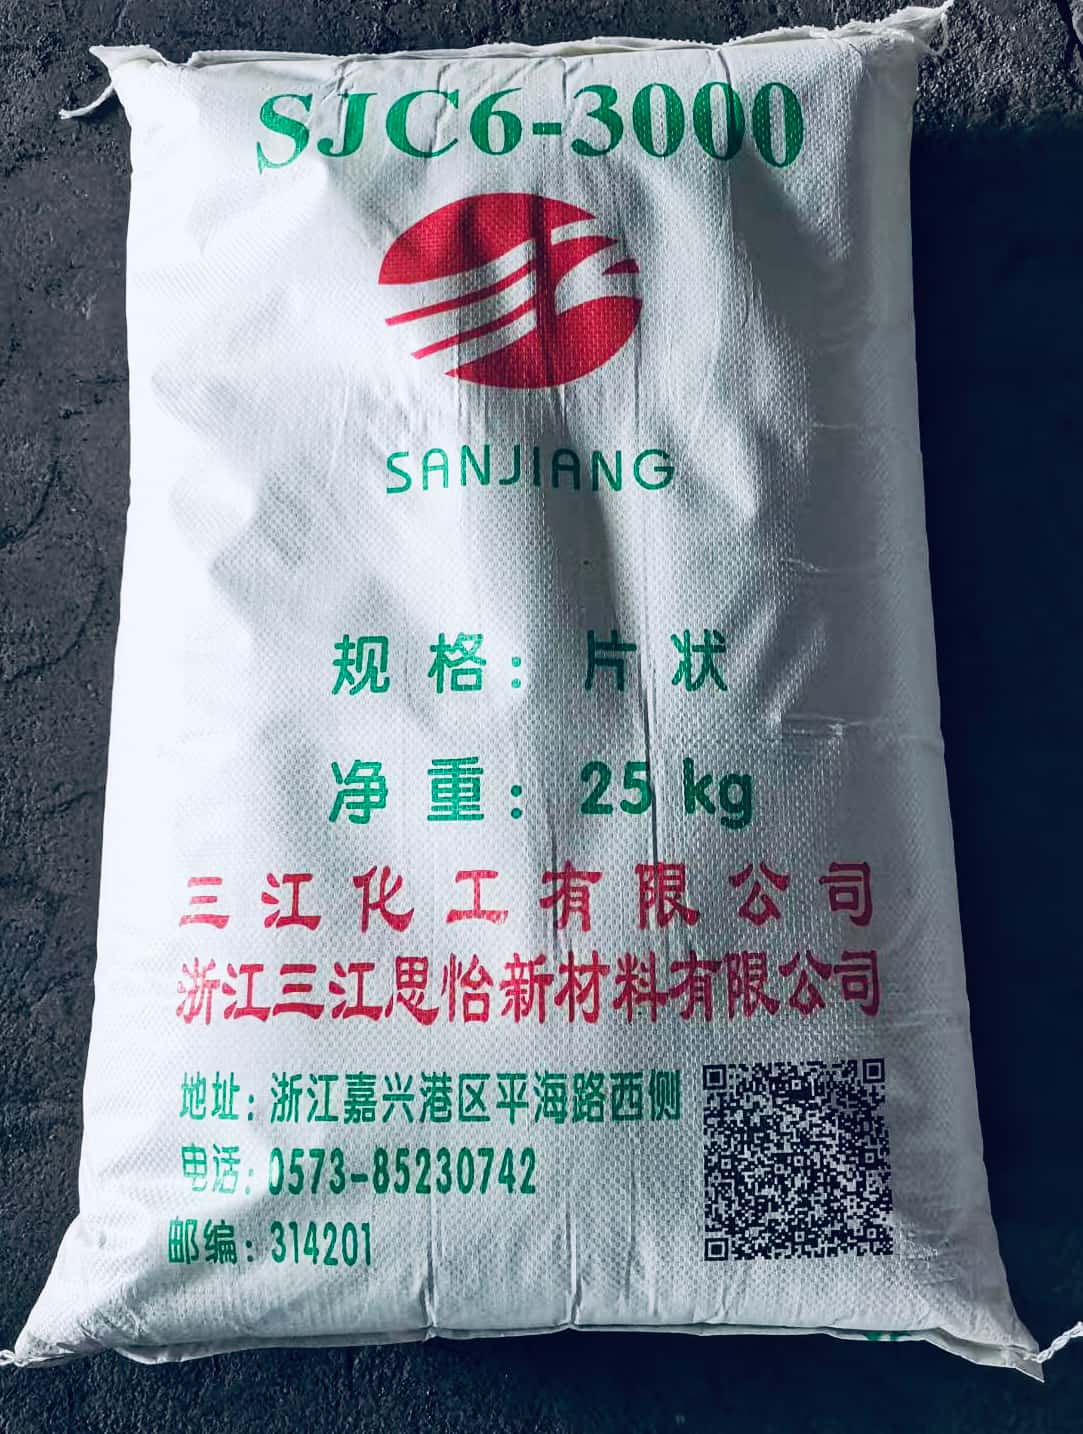 SJC6-3000
SANJIANG
规格：片状
净重：25kg
三江化工有限公司
浙江三江思怡新材料有限公司
地址：浙江嘉兴港区平海路西侧
电话：0573-85230742
邮编：314201